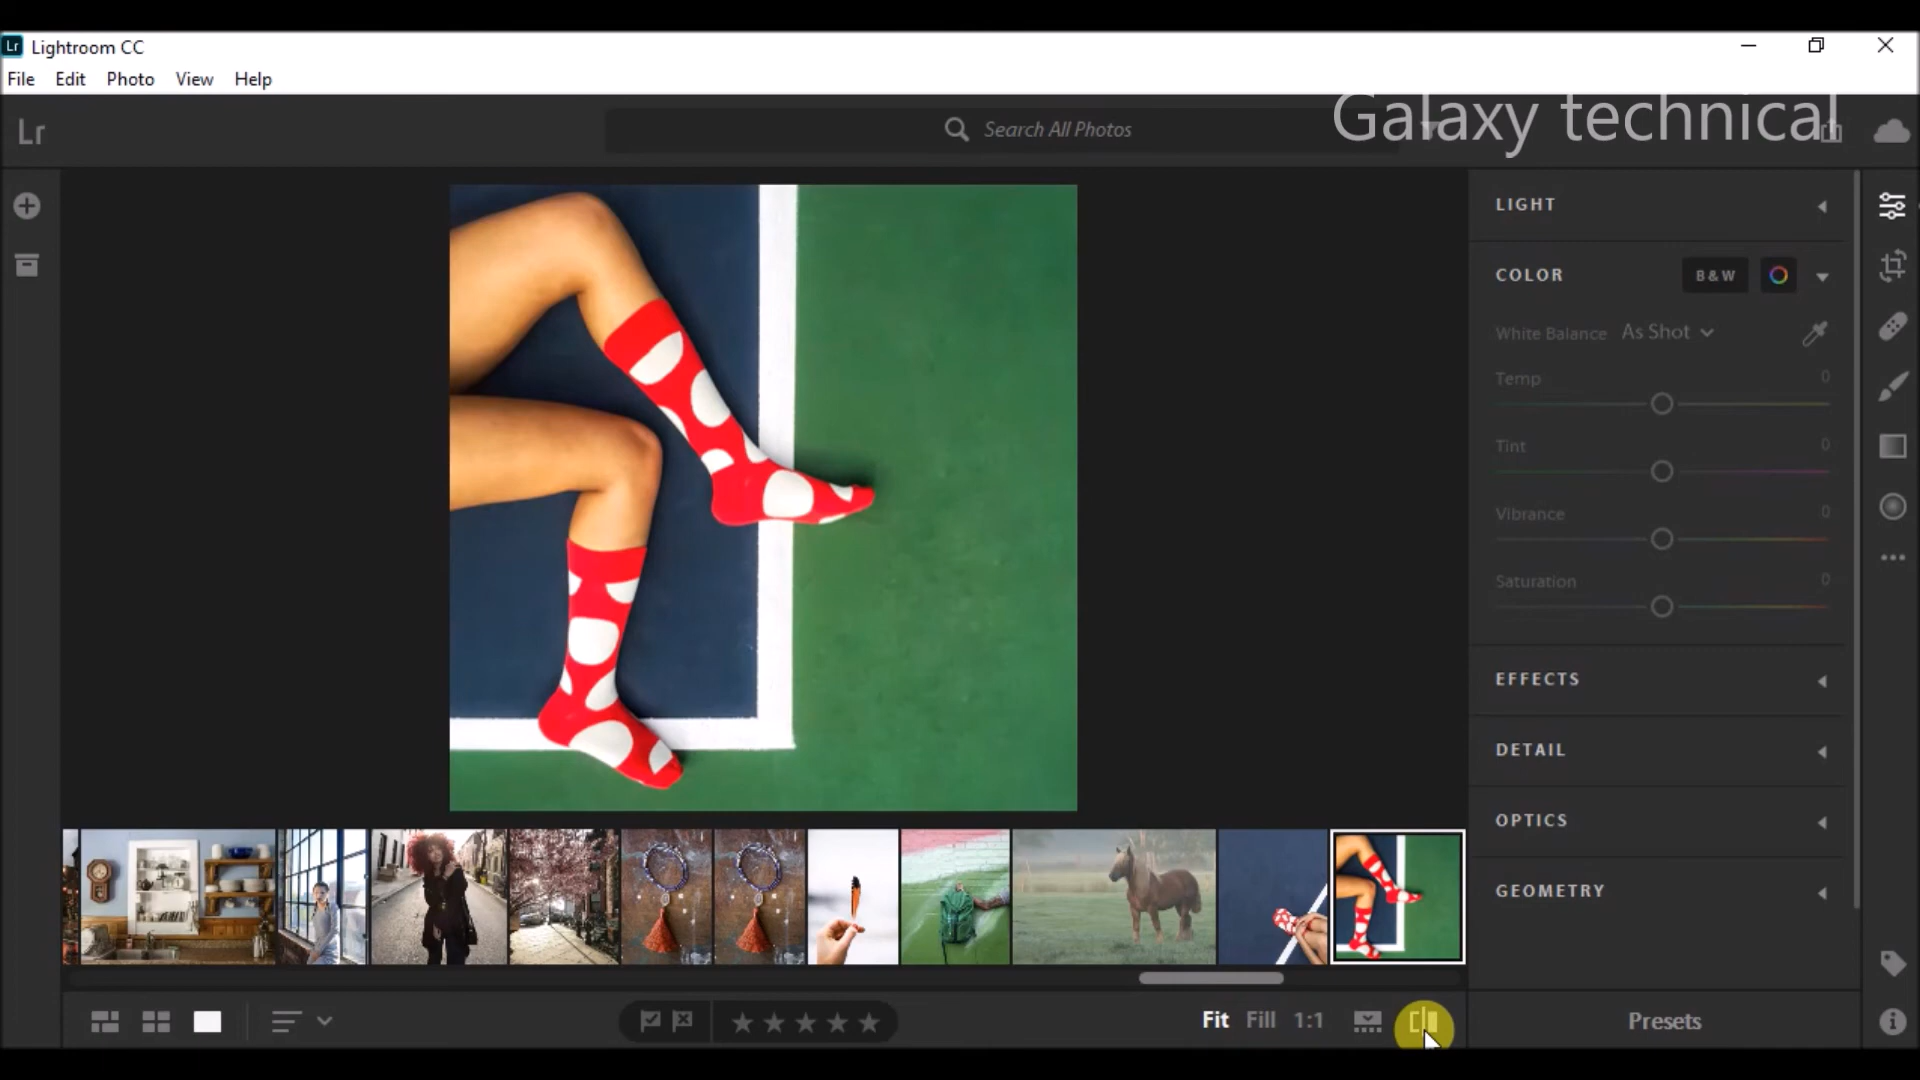 Lr Lightroom CC
File Edit Photo View Help
Galaxy technical
Lr
Search All Photos
LIGHT
COLOR B & W
White Balance As Shot
Temp 0
Tint 0
Vibrance 0
Saturation 0
EFFECTS
DETAIL
OPTICS
GEOMETRY
Fit Fill 1:1
Presets